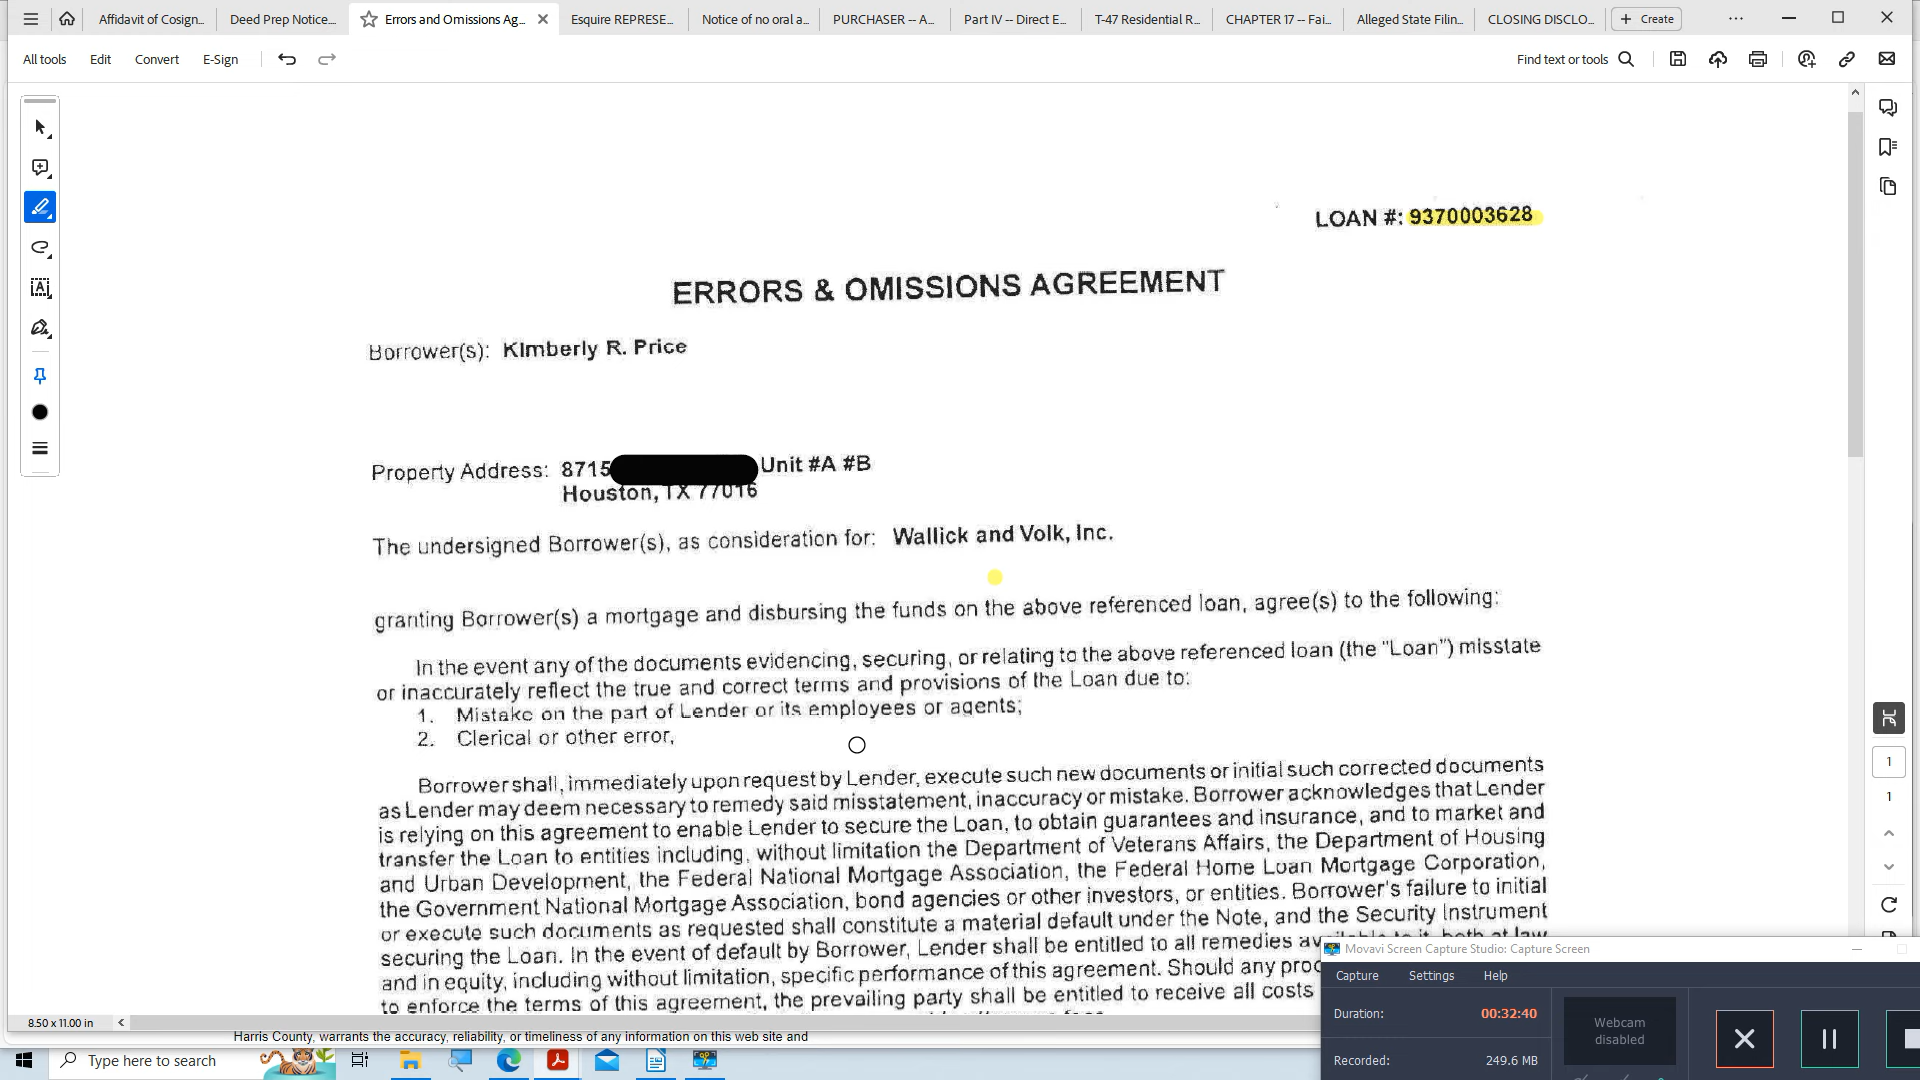 Affidavit of Cosign...
Deed Prep Notice....
Errors and Omissions Ag...
Esquire REPRESE...
Notice of no oral a...
PURCHASER -- A...
Part IV -- Direct E...
T-47 Residential R...
CHAPTER 17 -- Fai...
Alleged State Filin...
CLOSING DISCLO...
+ Create
All tools
Edit
Convert
E-Sign
Find text or tools
LOAN #: 9370003628
ERRORS & OMISSIONS AGREEMENT
Borrower(s): Kimberly R. Price
Property Address: 8715 Unit #A #B
Houston, TX 77016
The undersigned Borrower(s), as consideration for: Wallick and Volk, Inc.
granting Borrower(s) a mortgage and disbursing the funds on the above referenced loan, agree(s) to the following:
In the event any of the documents evidencing, securing, or relating to the above referenced loan (the "Loan") misstate
or inaccurately reflect the true and correct terms and provisions of the Loan due to:
1. Mistake on the part of Lender or its employees or agents;
2. Clerical or other error,
Borrower shall, immediately upon request by Lender, execute such new documents or initial such corrected documents
as Lender may deem necessary to remedy said misstatement, inaccuracy or mistake. Borrower acknowledges that Lender
is relying on this agreement to enable Lender to secure the Loan, to obtain guarantees and insurance, and to market and
transfer the Loan to entities including, without limitation the Department of Veterans Affairs, the Department of Housing
and Urban Development, the Federal National Mortgage Association, the Federal Home Loan Mortgage Corporation,
the Government National Mortgage Association, bond agencies or other investors, or entities. Borrower's failure to initial
or execute such documents as requested shall constitute a material default under the Note, and the Security Instrument
securing the Loan. In the event of default by Borrower, Lender shall be entitled to all remedies available to it, both at law
and in equity, including without limitation, specific performance of this agreement. Should any
to enforce the terms of this agreement, the prevailing party shall be entitled to receive all costs
1
1
8.50 x 11.00 in
Harris County, warrants the accuracy, reliability, or timeliness of any information on this web site and
Movavi Screen Capture Studio: Capture Screen
Capture
Settings
Help
Duration:
00:32:40
Recorded:
249.6 MB
Webcam
disabled
Type here to search